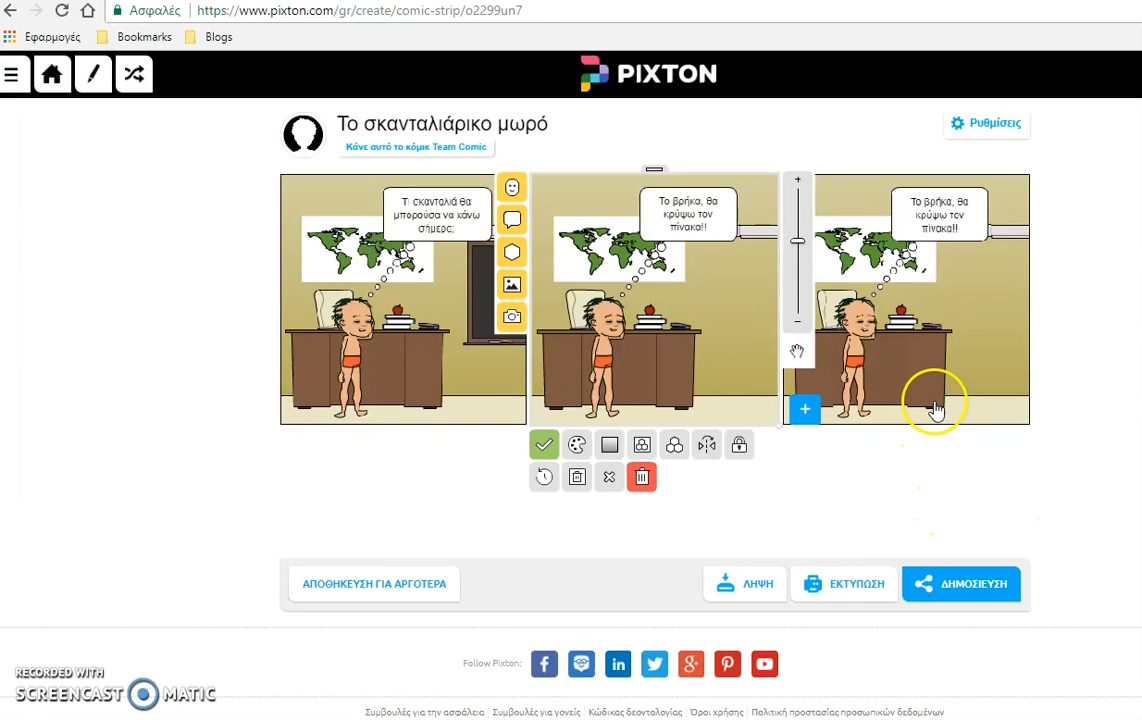 Ασφαλές https://www.pixton.com/gr/create/comic-strip/o2299un7
Εφαρμογές Bookmarks Blogs
PIXTON
Το σκανταλιάρικο μωρό
Κάνε αυτό το κόμικ Team Comic
Ρυθμίσεις
Τι σκανταλιά θα
μπορούσα να κάνω
σήμερα;
Το βρήκα, θα
κρύψω τον
πίνακα!!
Το βρήκα, θα
κρύψω τον
πίνακα!!
ΑΠΟΘΗΚΕΥΣΗ ΓΙΑ ΑΡΓΟΤΕΡΑ
ΛΗΨΗ
ΕΚΤΥΠΩΣΗ
ΔΗΜΟΣΙΕΥΣΗ
Follow Pixton:
RECORDED WITH
SCREENCAST MATIC
Συμβουλές για την ασφάλεια Συμβουλές για γονείς Κώδικας δεοντολογίας Όροι χρήσης Πολιτική προστασίας προσωπικών δεδομένων